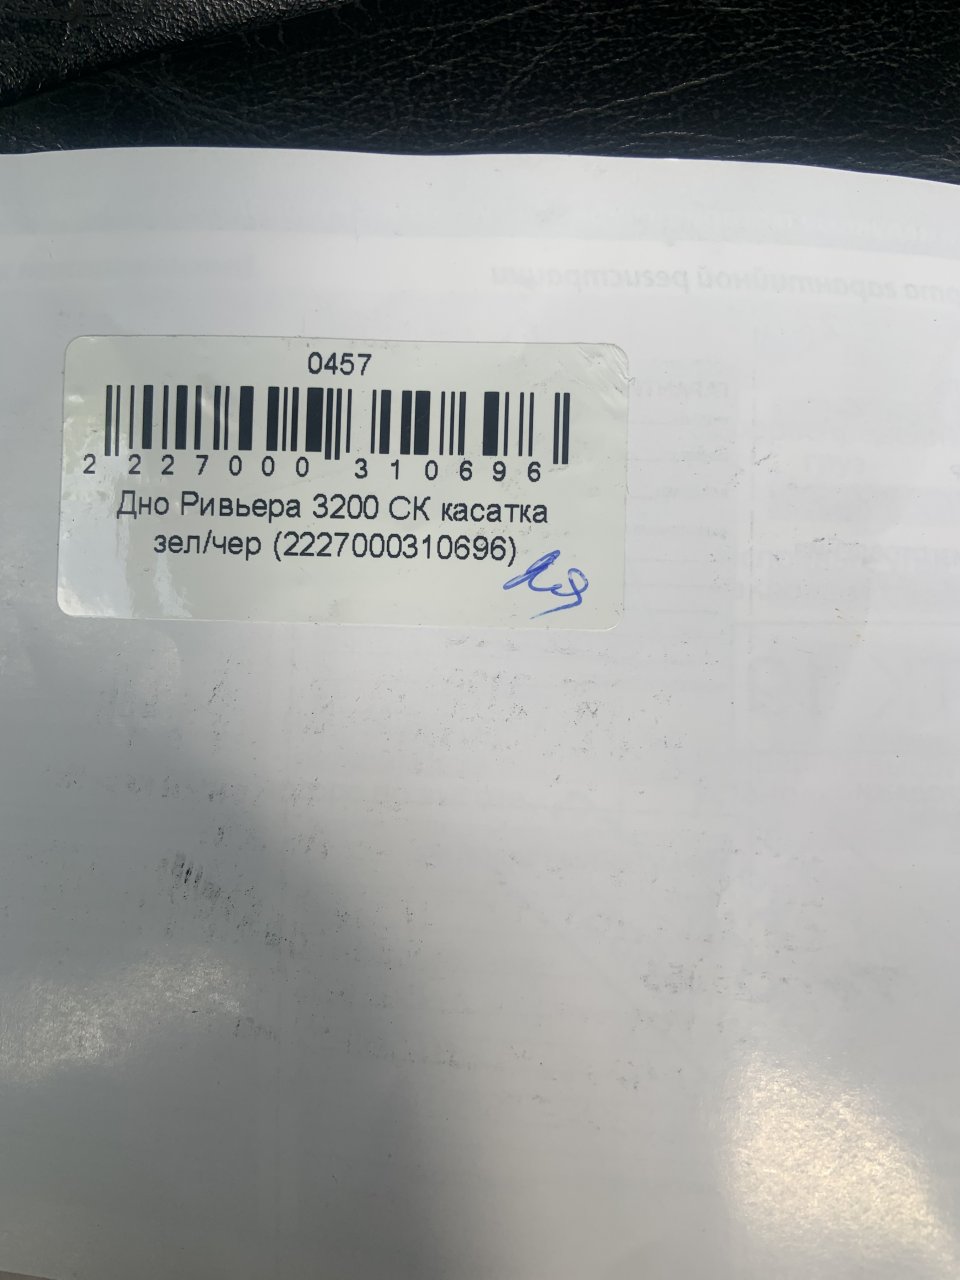 0457
2 227000 310696
Дно Ривьера 3200 СК касатка
зел/чер (2227000310696)